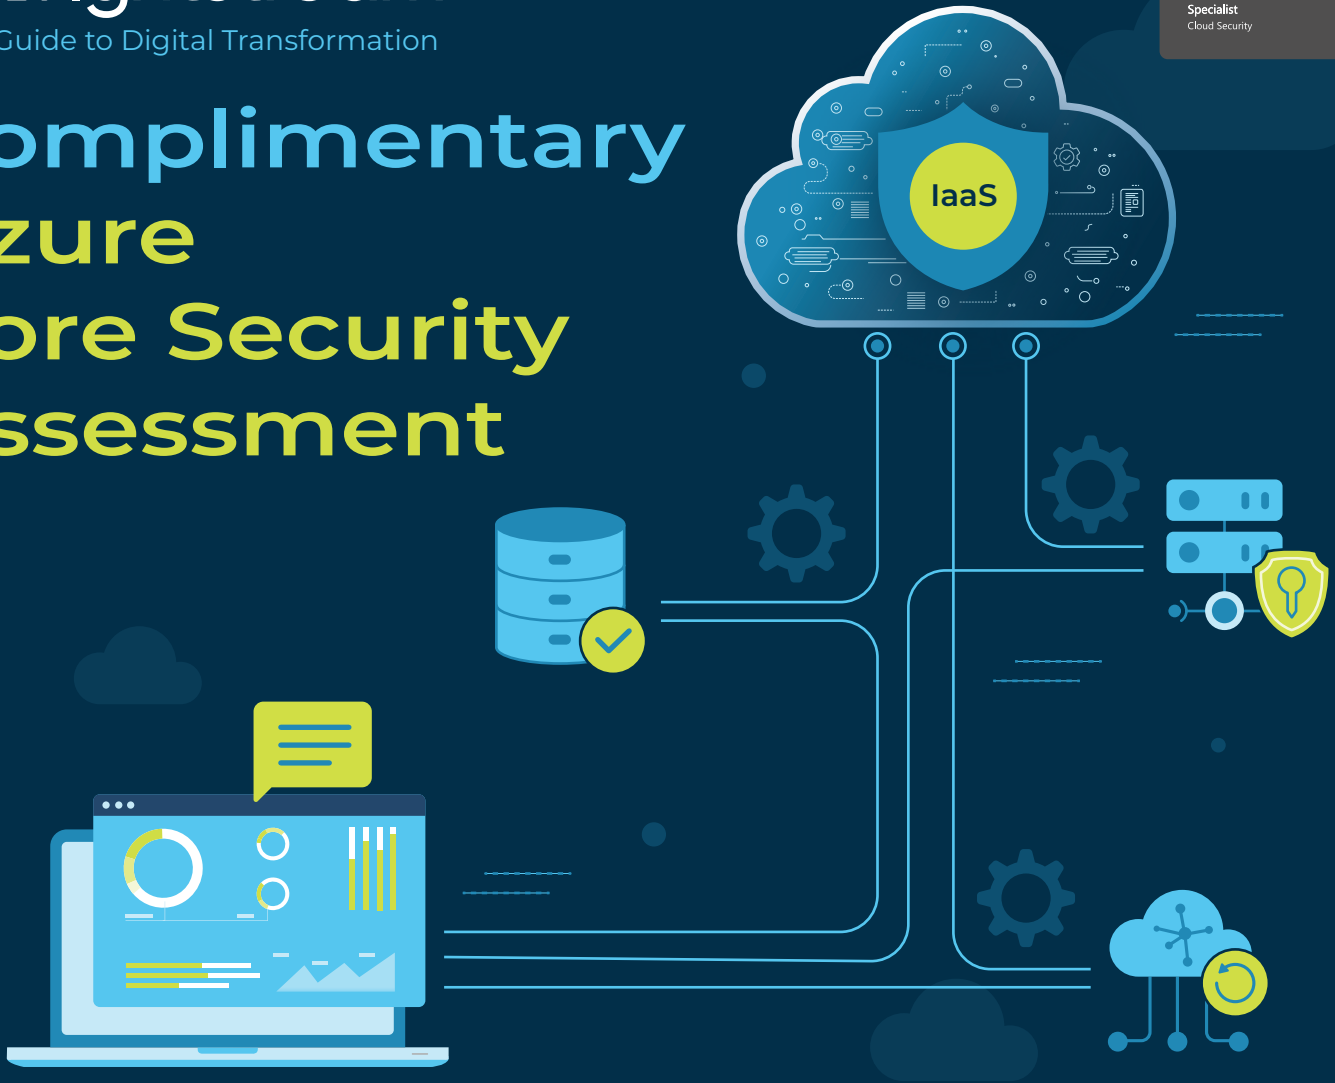 Guide to Digital Transformation
Specialist
Cloud Security
omplimentary
zure
ore Security
ssessment
IaaS